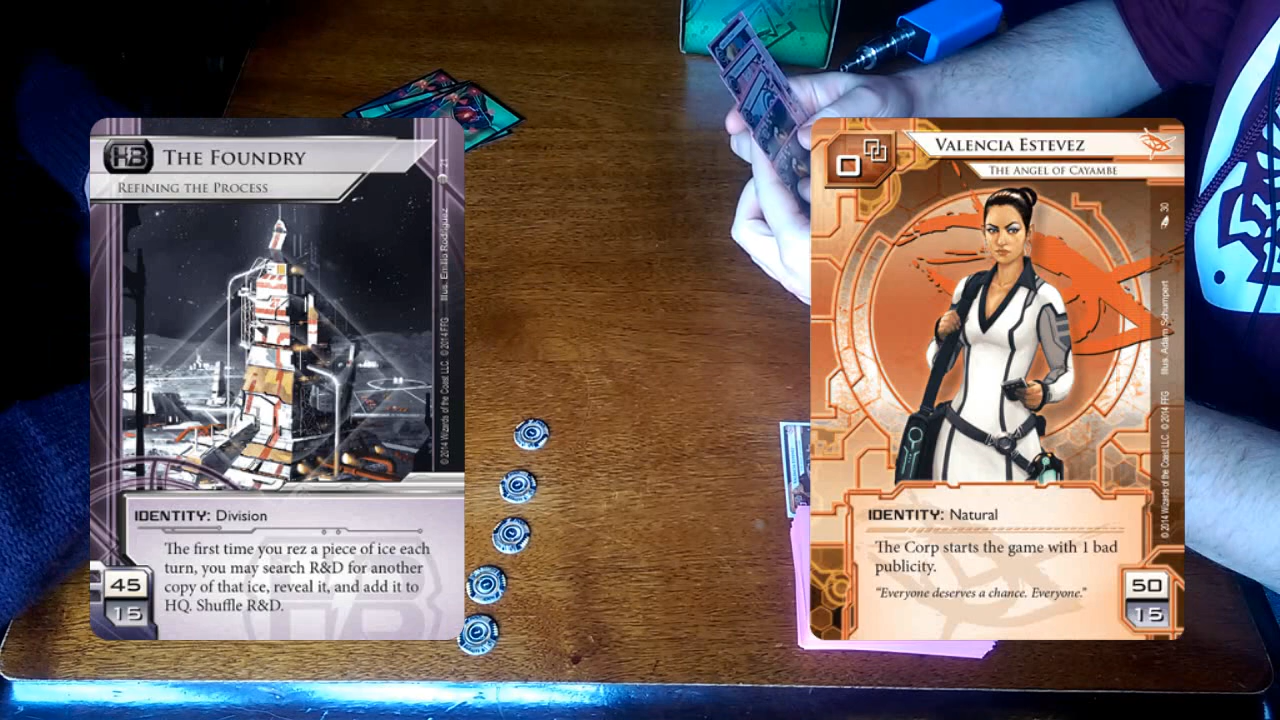 HB THE FOUNDRY
REFINING THE PROCESS
21
Illus. Emilio Rodriguez
© 2014 Wizards of the Coast LLC. © 2014 FFG
IDENTITY: Division
The first time you rez a piece of ice each
turn, you may search R&D for another
copy of that ice, reveal it, and add it to
HQ. Shuffle R&D.
45
15
VALENCIA ESTEVEZ
THE ANGEL OF CAYAMBE
30
Illus. Adam Schumpert
© 2014 Wizards of the Coast LLC. © 2014 FFG
IDENTITY: Natural
The Corp starts the game with 1 bad
publicity.
"Everyone deserves a chance. Everyone."
50
15